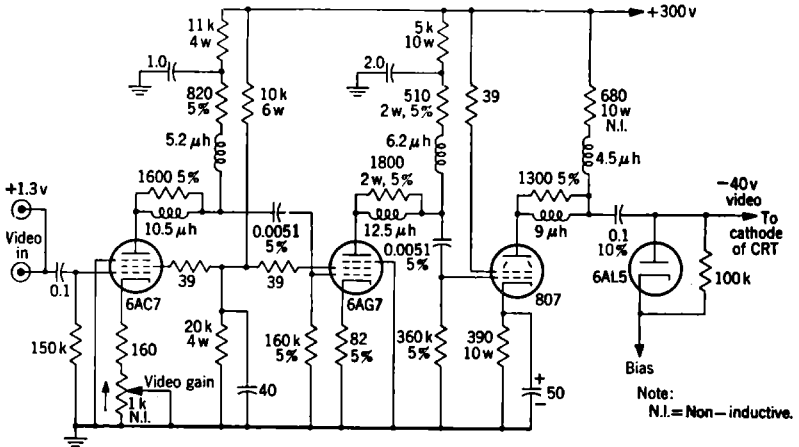 11 k
4 w
5 k
10 w
+300 v
1.0
2.0
820
5%
10 k
6 w
510
2 w, 5%
39
680
10 w
N.I.
5.2 μh
6.2 μh
4.5 μh
1600 5%
1800
2 w, 5%
1300 5%
+1.3 v
Video
in
10.5 μh
0.0051
5%
12.5 μh
0.0051
5%
9 μh
0.1
10%
−40 v
video
To
cathode
of CRT
0.1
6AC7
39
39
6AG7
807
6AL5
100 k
150 k
160
20 k
4 w
160 k
5%
82
5%
360 k
5%
390
10 w
Video gain
1 k
N.I.
40
+
50
−
Bias
Note:
N.I. = Non–inductive.